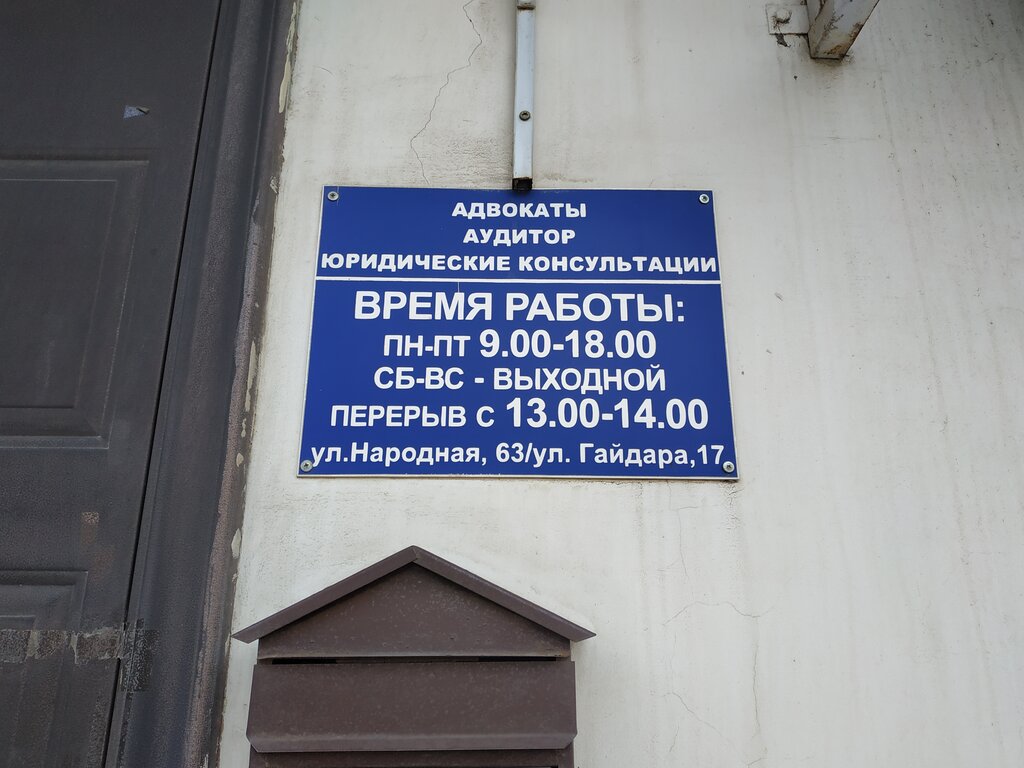 АДВОКАТЫ
АУДИТОР
ЮРИДИЧЕСКИЕ КОНСУЛЬТАЦИИ
ВРЕМЯ РАБОТЫ:
ПН-ПТ 9.00-18.00
СБ-ВС - ВЫХОДНОЙ
ПЕРЕРЫВ С 13.00-14.00
ул.Народная, 63/ул. Гайдара,17